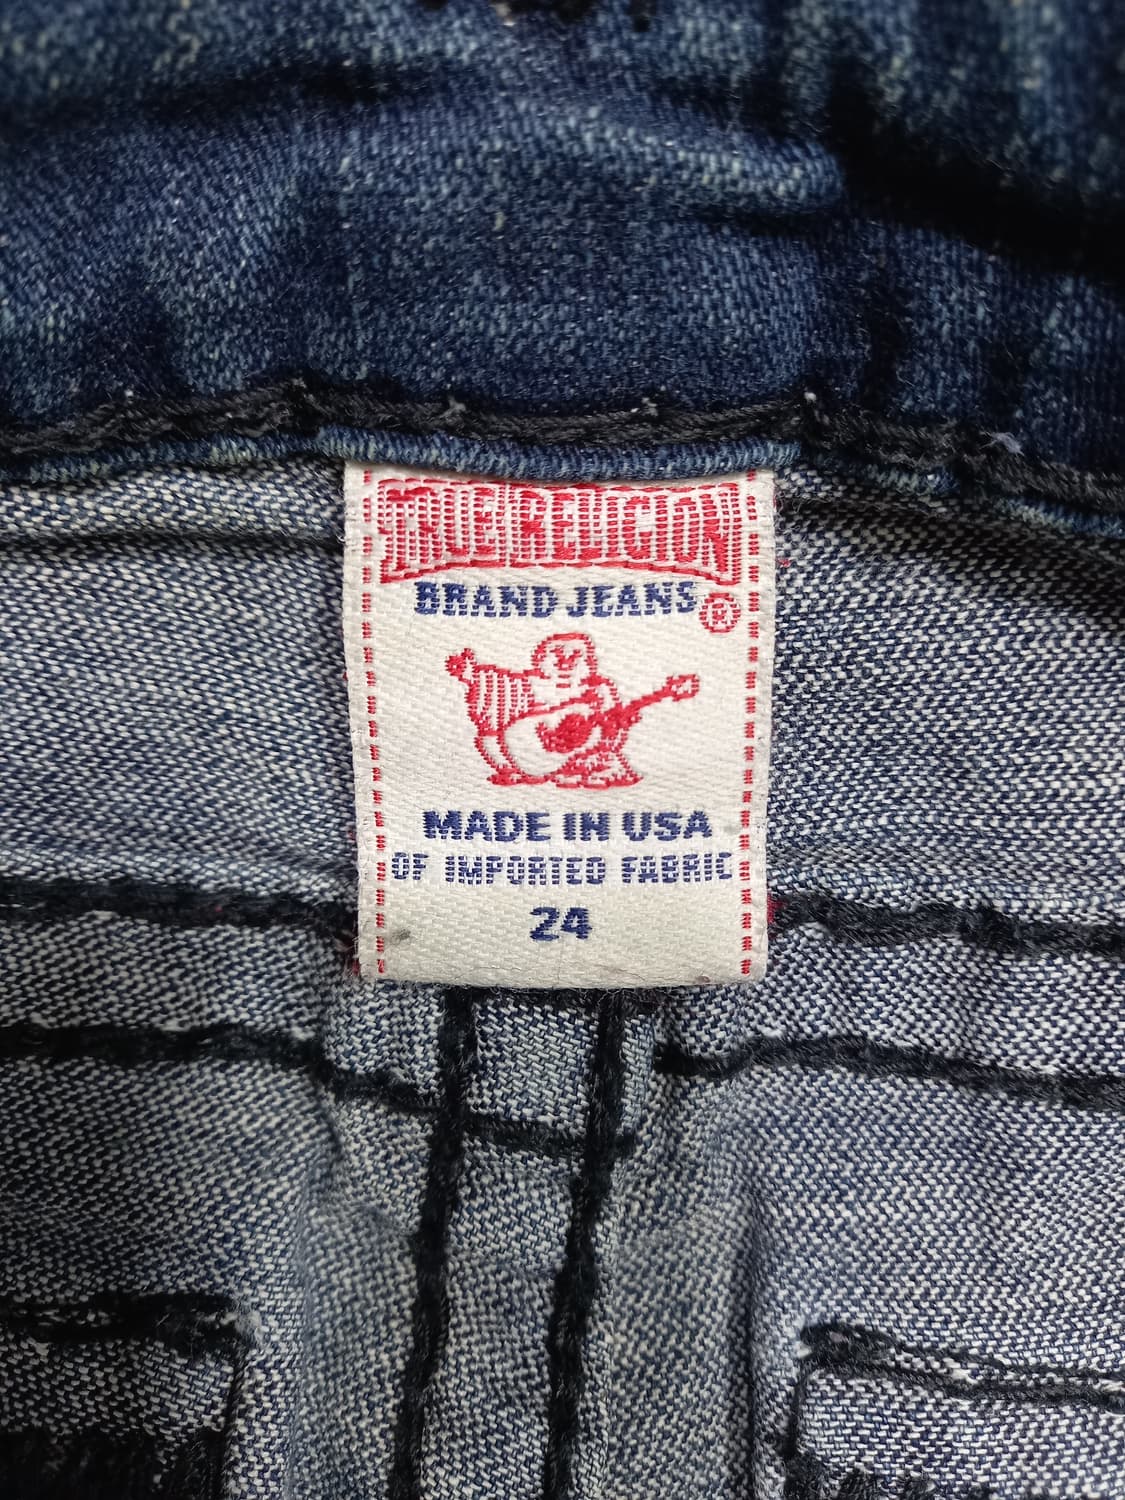 TRUE RELIGION
BRAND JEANS ®
MADE IN USA
OF IMPORTED FABRIC
24